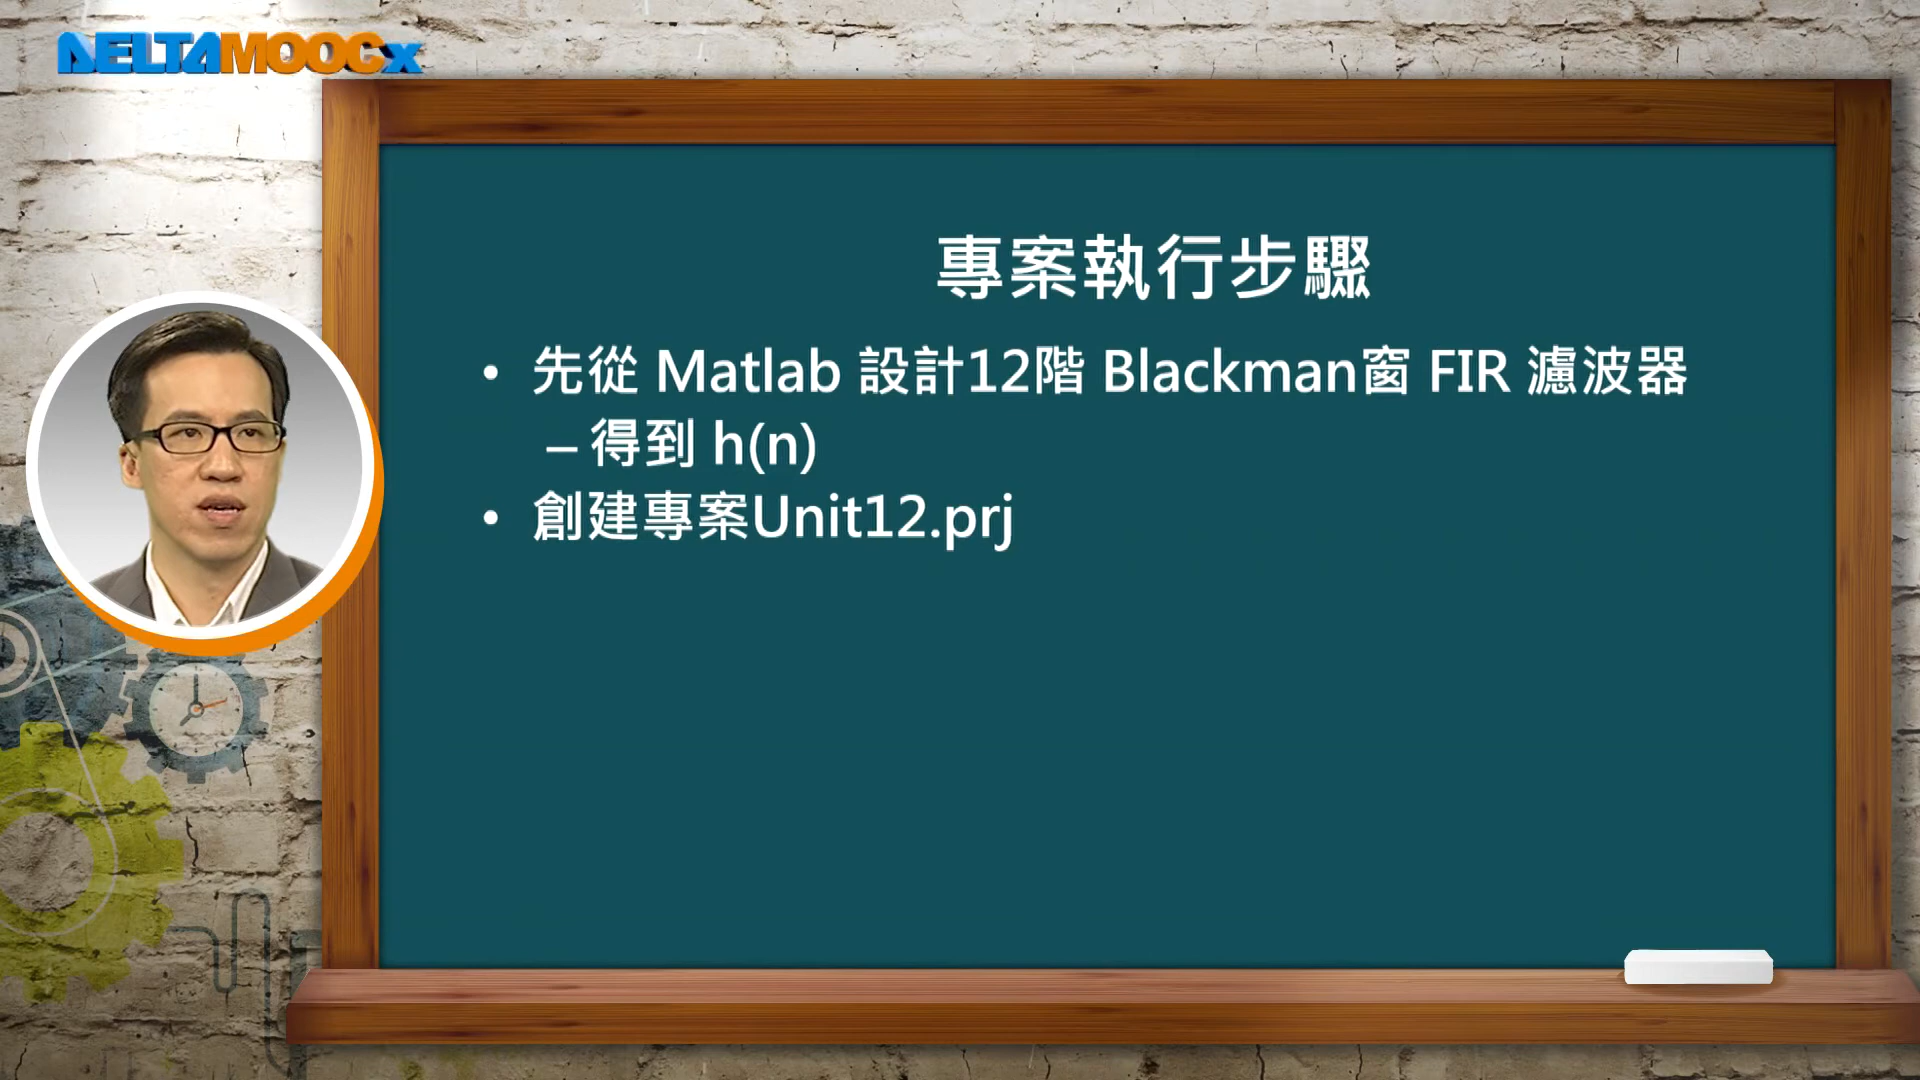 DELTAMOOCx
專案執行步驟
• 先從 Matlab 設計12階 Blackman窗 FIR 濾波器
– 得到 h(n)
• 創建專案Unit12.prj